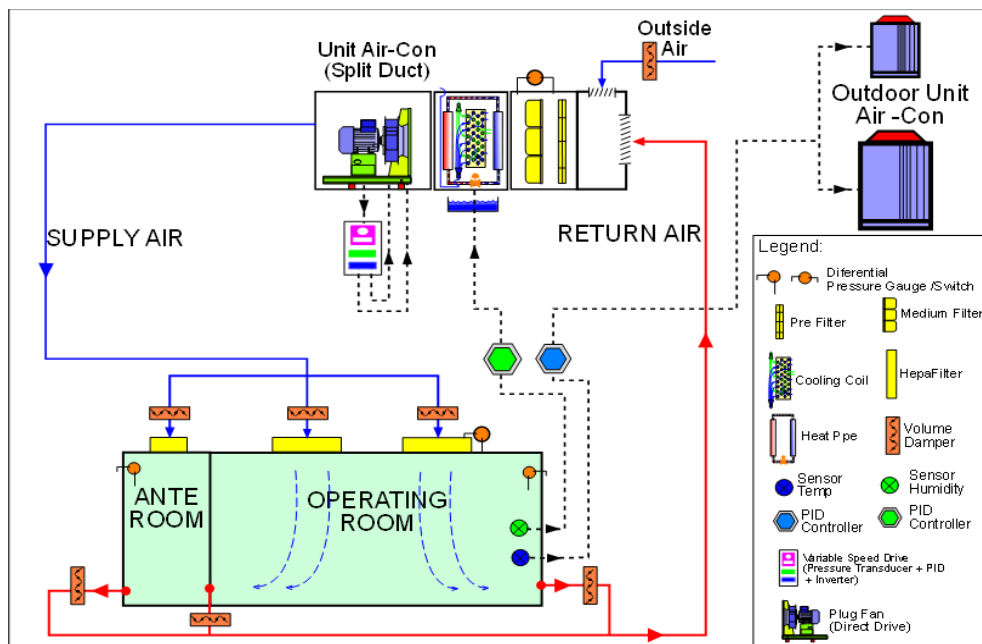 Unit Air-Con
(Split Duct)
Outside
Air
Outdoor Unit
Air -Con
SUPPLY AIR
RETURN AIR
ANTE
ROOM
OPERATING
ROOM
Legend:
Diferential
Pressure Gauge /Switch
Pre Filter
Medium Filter
Cooling Coil
HepaFilter
Heat Ppe
Volume
Damper
Sensor
Temp
Sensor
Humidity
PID
Controller
PID
Controller
Variable Speed Drive
(Pressure Transducer + PID
+ Inverter)
Plug Fan
(Direct Drive)